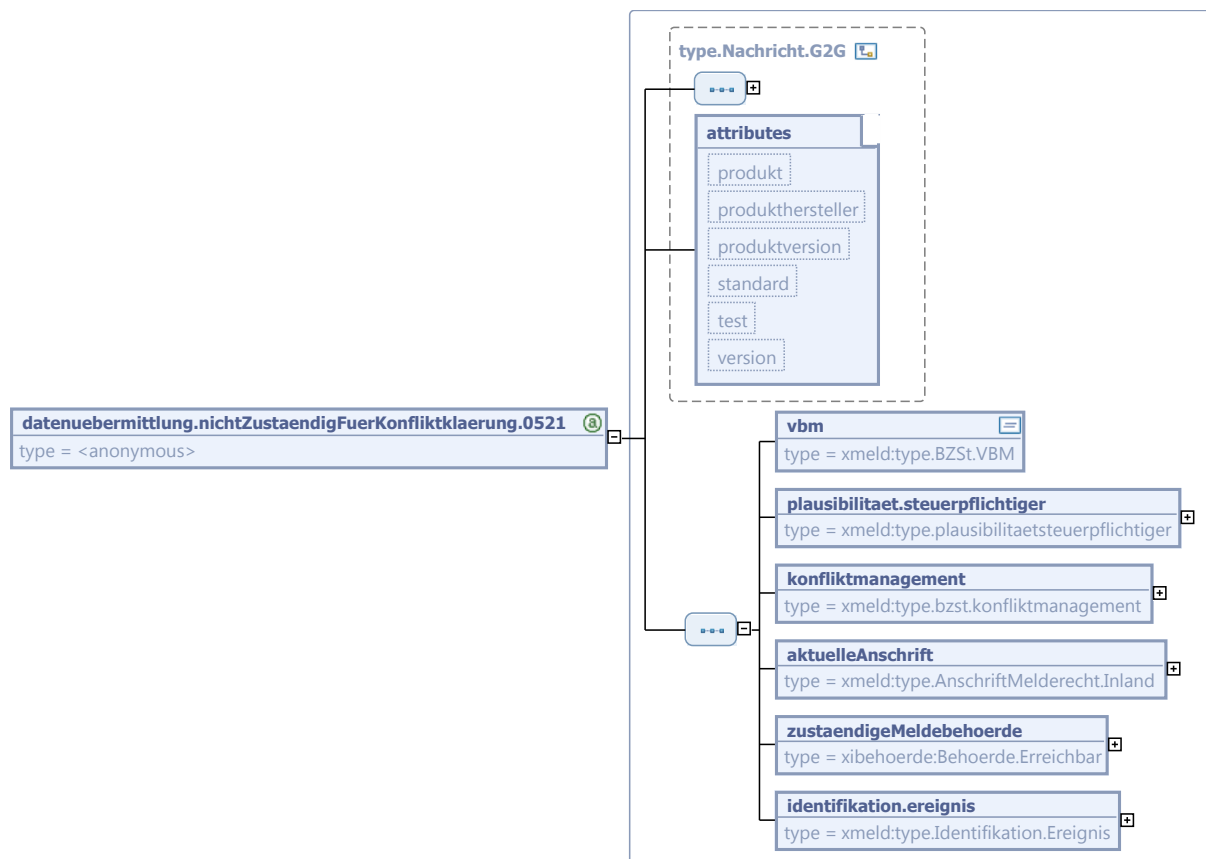 type.Nachricht.G2G
attributes
produkt
produkthersteller
produktversion
standard
test
version
datenuebermittlung.nichtZustaendigFuerKonfliktklaerung.0521
type = <anonymous>
vbm
type = xmeld:type.BZSt.VBM
plausibilitaet.steuerpflichtiger
type = xmeld:type.plausibilitaetsteuerpflichtiger
konfliktmanagement
type = xmeld:type.bzst.konfliktmanagement
aktuelleAnschrift
type = xmeld:type.AnschriftMelderecht.Inland
zustaendigeMeldebehoerde
type = xibehoerde:Behoerde.Erreichbar
identifikation.ereignis
type = xmeld:type.Identifikation.Ereignis